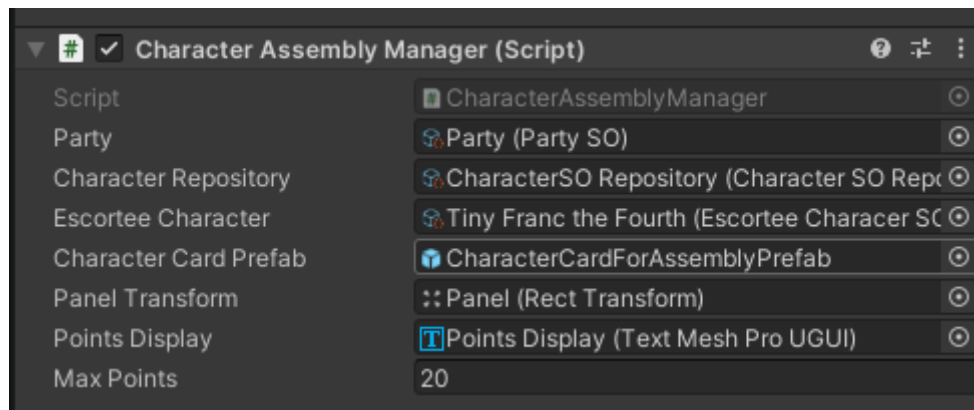 # Character Assembly Manager (Script)
Script # CharacterAssemblyManager
Party Party (Party SO)
Character Repository CharacterSO Repository (Character SO Repo
Escortee Character Tiny Franc the Fourth (Escortee Characer SO
Character Card Prefab CharacterCardForAssemblyPrefab
Panel Transform Panel (Rect Transform)
Points Display T Points Display (Text Mesh Pro UGUI)
Max Points 20